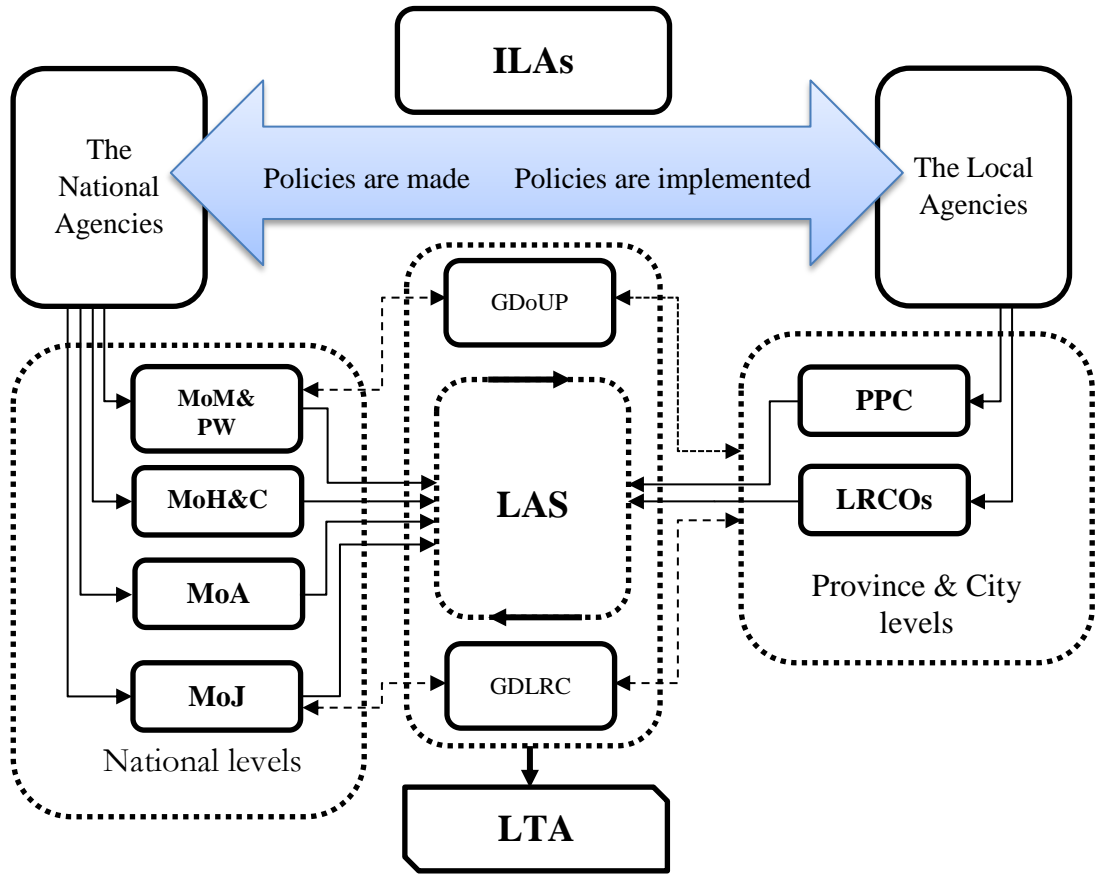 ILAs
The
National
Agencies
Policies are made Policies are implemented
The Local
Agencies
GDoUP
MoM&
PW
MoH&C
MoA
MoJ
National levels
LAS
PPC
LRCOs
Province & City
levels
GDLRC
LTA